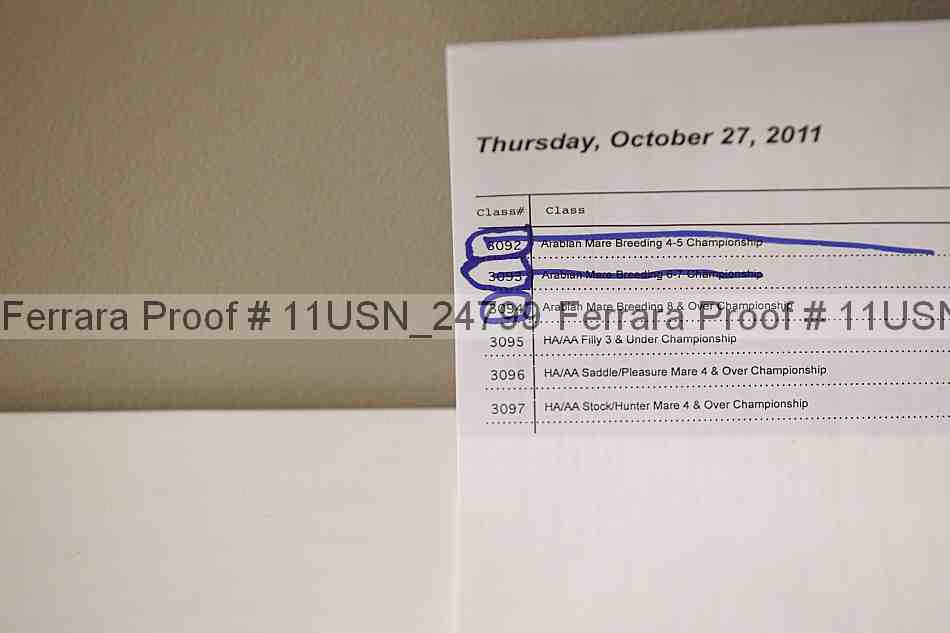 Thursday, October 27, 2011
Class# Class
3092 Arabian Mare Breeding 4-5 Championship
3093 Arabian Mare Breeding 6-7 Championship
3094 Arabian Mare Breeding 8 & Over Championship
Ferrara Proof # 11USN_24799 Ferrara Proof # 11USN
3095 HA/AA Filly 3 & Under Championship
3096 HA/AA Saddle/Pleasure Mare 4 & Over Championship
3097 HA/AA Stock/Hunter Mare 4 & Over Championship